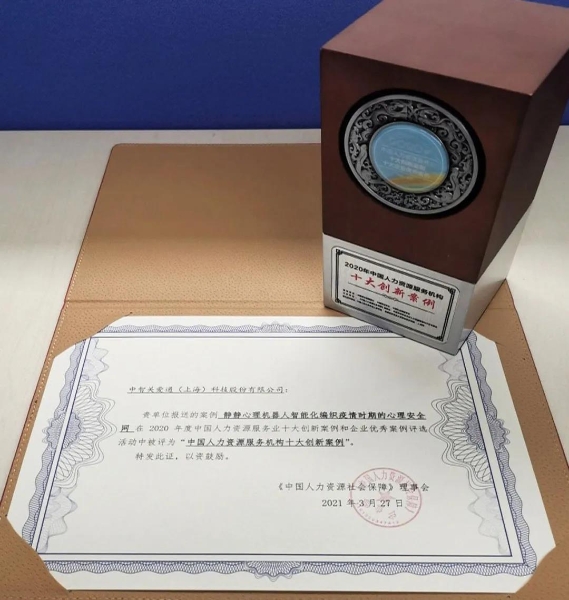 2020年中国人力资源服务机构
十大创新案例
中智关爱通（上海）科技股份有限公司：
贵单位报送的案例 静静心理机器人智能化编织疫情时期的心理安全
网 在 2020 年度中国人力资源服务业十大创新案例和企业优秀案例评选
活动中被评为“中国人力资源服务机构十大创新案例”。
特发此证，以资鼓励。
《中国人力资源社会保障》理事会
2021 年 3 月 27 日